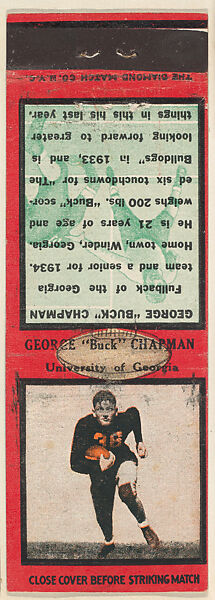 THE DIAMOND MATCH CO. N.Y.C.
GEORGE "BUCK" CHAPMAN
Fullback of the Georgia
team and a senior for 1934.
Home town, Winder, Georgia.
He is 21 years of age and
weighs 200 lbs. "Buck" scor-
ed six touchdowns for "The
Bulldogs" in 1933, and is
looking forward to greater
things in this his last year.
GEORGE "Buck" CHAPMAN
University of Georgia
38
CLOSE COVER BEFORE STRIKING MATCH